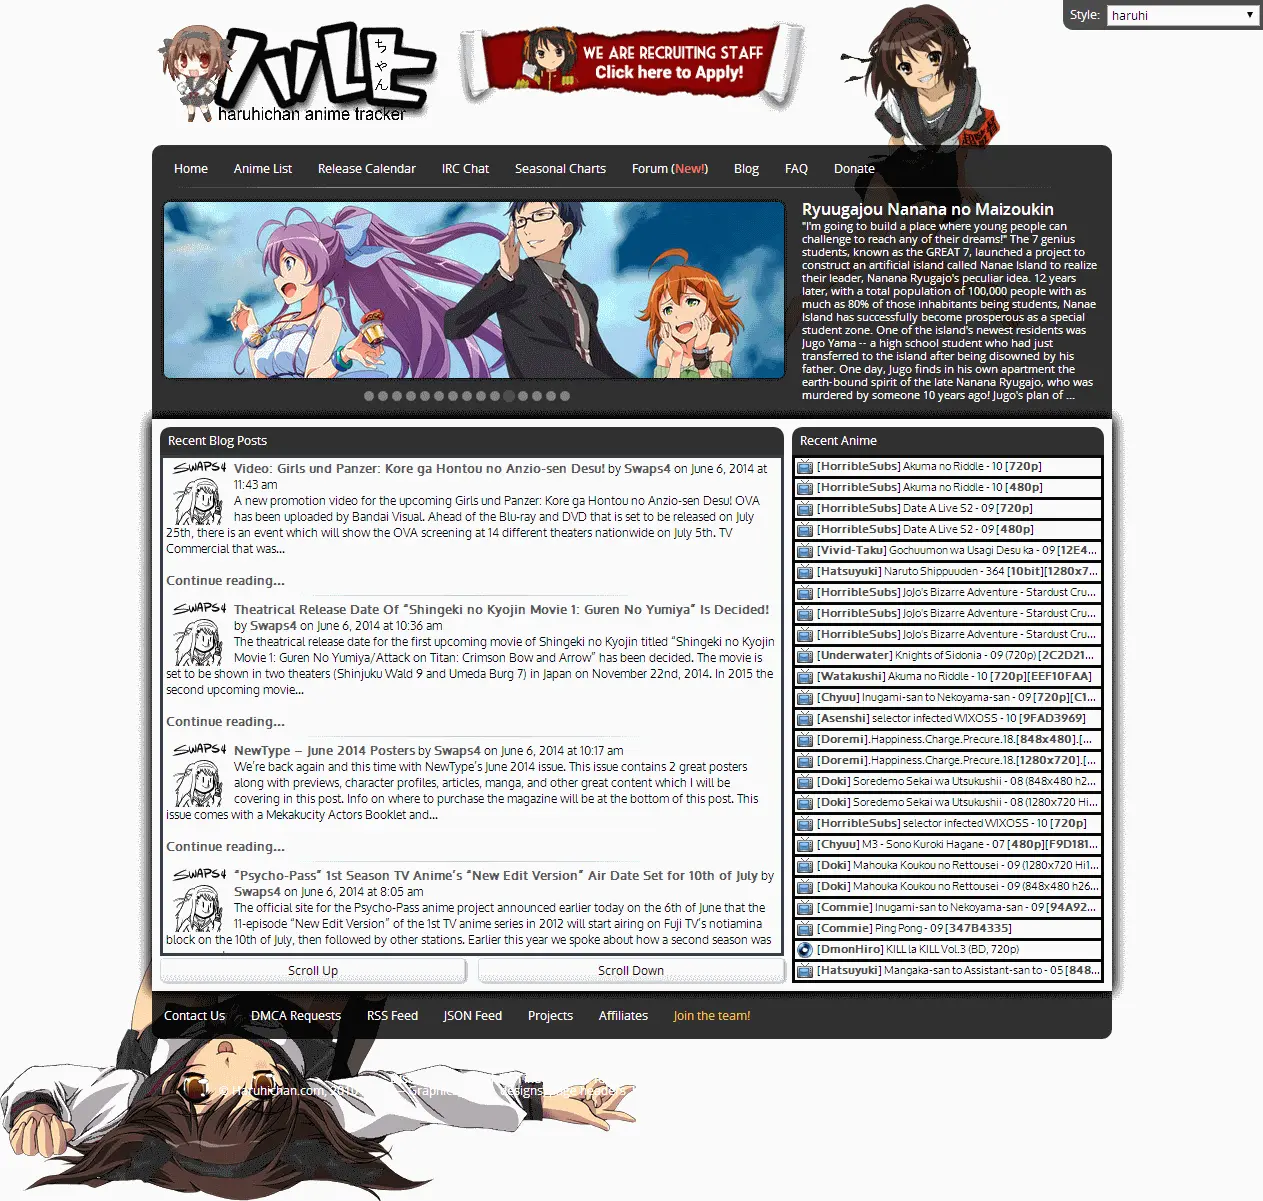 Style: haruhi
ハルヒ
ちゃん
haruhichan anime tracker
WE ARE RECRUITING STAFF
Click here to Apply!
Home Anime List Release Calendar IRC Chat Seasonal Charts Forum (New!) Blog FAQ Donate
Ryuugajou Nanana no Maizoukin
"I'm going to build a place where young people can
challenge to reach any of their dreams!" The 7 genius
students, known as the GREAT 7, launched a project to
construct an artificial island called Nanae Island to realize
their leader, Nanana Ryugajo's peculiar idea. 12 years
later, with a total population of 100,000 people with as
much as 80% of those inhabitants being students, Nanae
Island has successfully become prosperous as a special
student zone. One of the island's newest residents was
Jugo Yama -- a high school student who had just
transferred to the island after being disowned by his
father. One day, Jugo finds in his own apartment the
earth-bound spirit of the late Nanana Ryugajo, who was
murdered by someone 10 years ago! Jugo's plan of ...
Recent Blog Posts
SWAPS4
Video: Girls und Panzer: Kore ga Hontou no Anzio-sen Desu! by Swaps4 on June 6, 2014 at
11:43 am
A new promotion video for the upcoming Girls und Panzer: Kore ga Hontou no Anzio-sen Desu! OVA
has been uploaded by Bandai Visual. Ahead of the Blu-ray and DVD that is set to be released on July
25th, there is an event which will show the OVA screening at 14 different theaters nationwide on July 5th. TV
Commercial that was...
Continue reading...
SWAPS4
Theatrical Release Date Of “Shingeki no Kyojin Movie 1: Guren No Yumiya” Is Decided!
by Swaps4 on June 6, 2014 at 10:36 am
The theatrical release date for the first upcoming movie of Shingeki no Kyojin titled “Shingeki no Kyojin
Movie 1: Guren No Yumiya/Attack on Titan: Crimson Bow and Arrow” has been decided. The movie is
set to be shown in two theaters (Shinjuku Wald 9 and Umeda Burg 7) in Japan on November 22nd, 2014. In 2015 the
second upcoming movie...
Continue reading...
SWAPS4
NewType – June 2014 Posters by Swaps4 on June 6, 2014 at 10:17 am
We’re back again and this time with NewType’s June 2014 issue. This issue contains 2 great posters
along with previews, character profiles, articles, manga, and other great content which I will be
covering in this post. Info on where to purchase the magazine will be at the bottom of this post. This
issue comes with a Mekakucity Actors Booklet and...
Continue reading...
SWAPS4
“Psycho-Pass” 1st Season TV Anime’s “New Edit Version” Air Date Set for 10th of July by
Swaps4 on June 6, 2014 at 8:05 am
The official site for the Psycho-Pass anime project announced earlier today on the 6th of June that the
11-episode “New Edit Version” of the 1st TV anime series in 2012 will start airing on Fuji TV’s notiamina
block on the 10th of July, then followed by other stations. Earlier this year we spoke about how a second season was
Scroll Up Scroll Down
Recent Anime
[HorribleSubs] Akuma no Riddle - 10 [720p]
[HorribleSubs] Akuma no Riddle - 10 [480p]
[HorribleSubs] Date A Live S2 - 09 [720p]
[HorribleSubs] Date A Live S2 - 09 [480p]
[Vivid-Taku] Gochuumon wa Usagi Desu ka - 09 [12E4...
[Hatsuyuki] Naruto Shippuuden - 364 [10bit][1280x7...
[HorribleSubs] JoJo's Bizarre Adventure - Stardust Cru...
[HorribleSubs] JoJo's Bizarre Adventure - Stardust Cru...
[HorribleSubs] JoJo's Bizarre Adventure - Stardust Cru...
[Underwater] Knights of Sidonia - 09 (720p) [2C2D21...
[Watakushi] Akuma no Riddle - 10 [720p][EEF10FAA]
[Chyuu] Inugami-san to Nekoyama-san - 09 [720p][C1...
[Asenshi] selector infected WIXOSS - 10 [9FAD3969]
[Doremi].Happiness.Charge.Precure.18.[848x480].[...
[Doremi].Happiness.Charge.Precure.18.[1280x720].[...
[Doki] Soredemo Sekai wa Utsukushii - 08 (848x480 h2...
[Doki] Soredemo Sekai wa Utsukushii - 08 (1280x720 Hi...
[HorribleSubs] selector infected WIXOSS - 10 [720p]
[Chyuu] M3 - Sono Kuroki Hagane - 07 [480p][F9D181...
[Doki] Mahouka Koukou no Rettousei - 09 (1280x720 Hi1...
[Doki] Mahouka Koukou no Rettousei - 09 (848x480 h26...
[Commie] Inugami-san to Nekoyama-san - 09 [94A92...
[Commie] Ping Pong - 09 [347B4335]
[DmonHiro] KILL la KILL Vol.3 (BD, 720p)
[Hatsuyuki] Mangaka-san to Assistant-san to - 05 [848...
Contact Us DMCA Requests RSS Feed JSON Feed Projects Affiliates Join the team!
© Haruhichan.com, Graphics designs